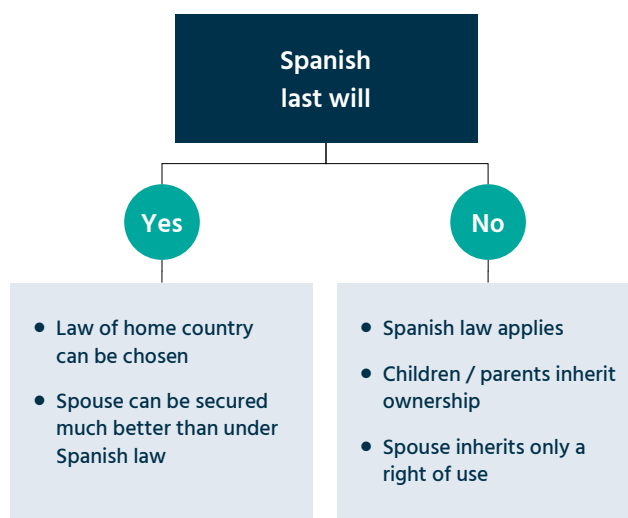 Spanish
last will
Yes
No
• Law of home country
can be chosen
• Spouse can be secured
much better than under
Spanish law
• Spanish law applies
• Children / parents inherit
ownership
• Spouse inherits only a
right of use